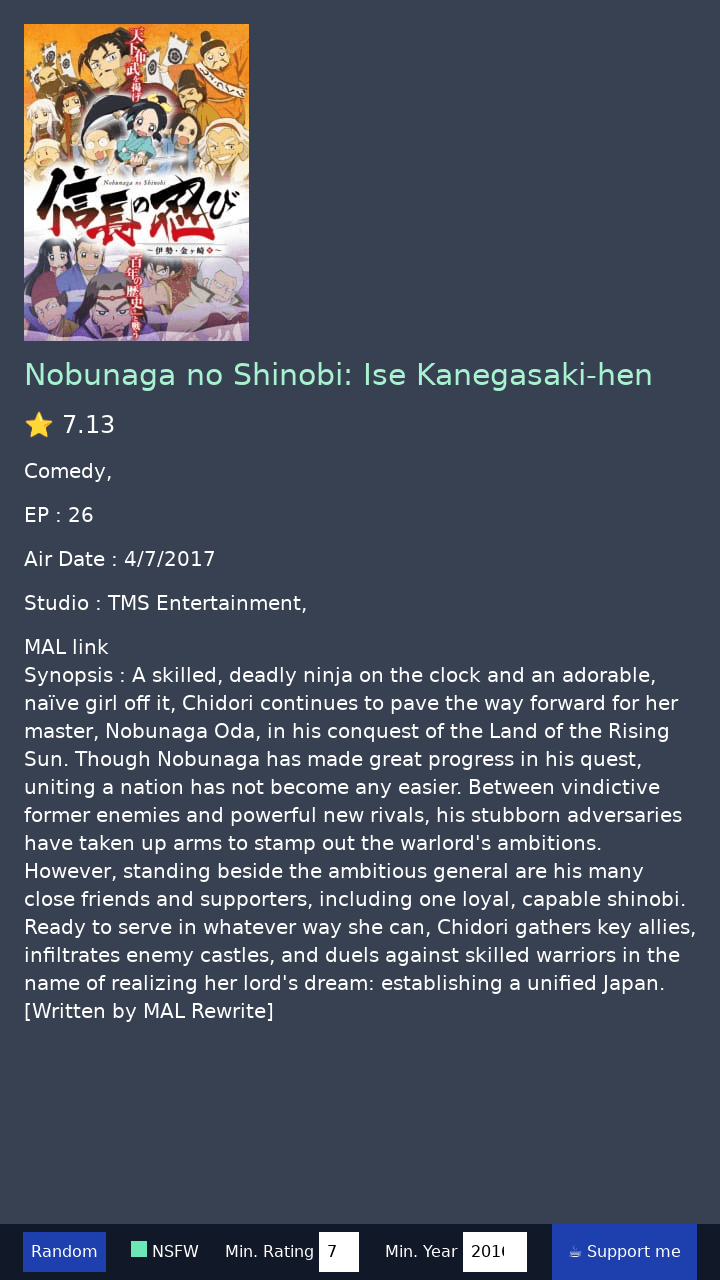 天下布武を掲げ
Nobunaga no Shinobi
信長の忍び
～伊勢・金ヶ崎篇～
百年の歴史と戦う
Nobunaga no Shinobi: Ise Kanegasaki-hen
⭐ 7.13
Comedy,
EP : 26
Air Date : 4/7/2017
Studio : TMS Entertainment,
MAL link
Synopsis : A skilled, deadly ninja on the clock and an adorable,
naïve girl off it, Chidori continues to pave the way forward for her
master, Nobunaga Oda, in his conquest of the Land of the Rising
Sun. Though Nobunaga has made great progress in his quest,
uniting a nation has not become any easier. Between vindictive
former enemies and powerful new rivals, his stubborn adversaries
have taken up arms to stamp out the warlord's ambitions.
However, standing beside the ambitious general are his many
close friends and supporters, including one loyal, capable shinobi.
Ready to serve in whatever way she can, Chidori gathers key allies,
infiltrates enemy castles, and duels against skilled warriors in the
name of realizing her lord's dream: establishing a unified Japan.
[Written by MAL Rewrite]
Random NSFW Min. Rating 7 Min. Year 2016 ☕ Support me